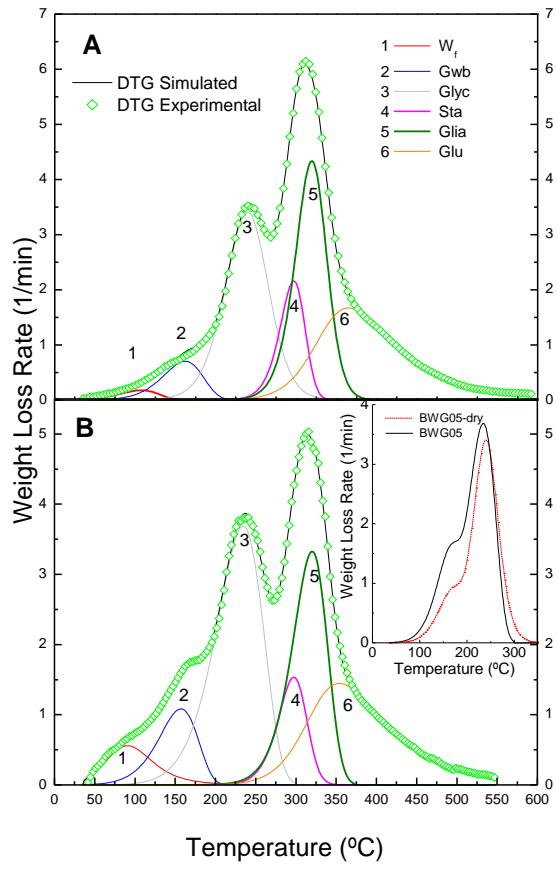 A
DTG Simulated
DTG Experimental
1 W_f
2 Gwb
3 Glyc
4 Sta
5 Glia
6 Glu
7
6
5
4
3
2
1
0
7
6
5
4
3
2
1
0
1
2
3
4
5
6
B
5
4
3
2
1
0
5
4
3
2
1
0
1
2
3
4
5
6
BWG05-dry
BWG05
Weight Loss Rate (1/min)
4
3
2
1
0
0 100 200 300
Temperature (ºC)
0 50 100 150 200 250 300 350 400 450 500 550 600
Weight Loss Rate (1/min)
Temperature (ºC)